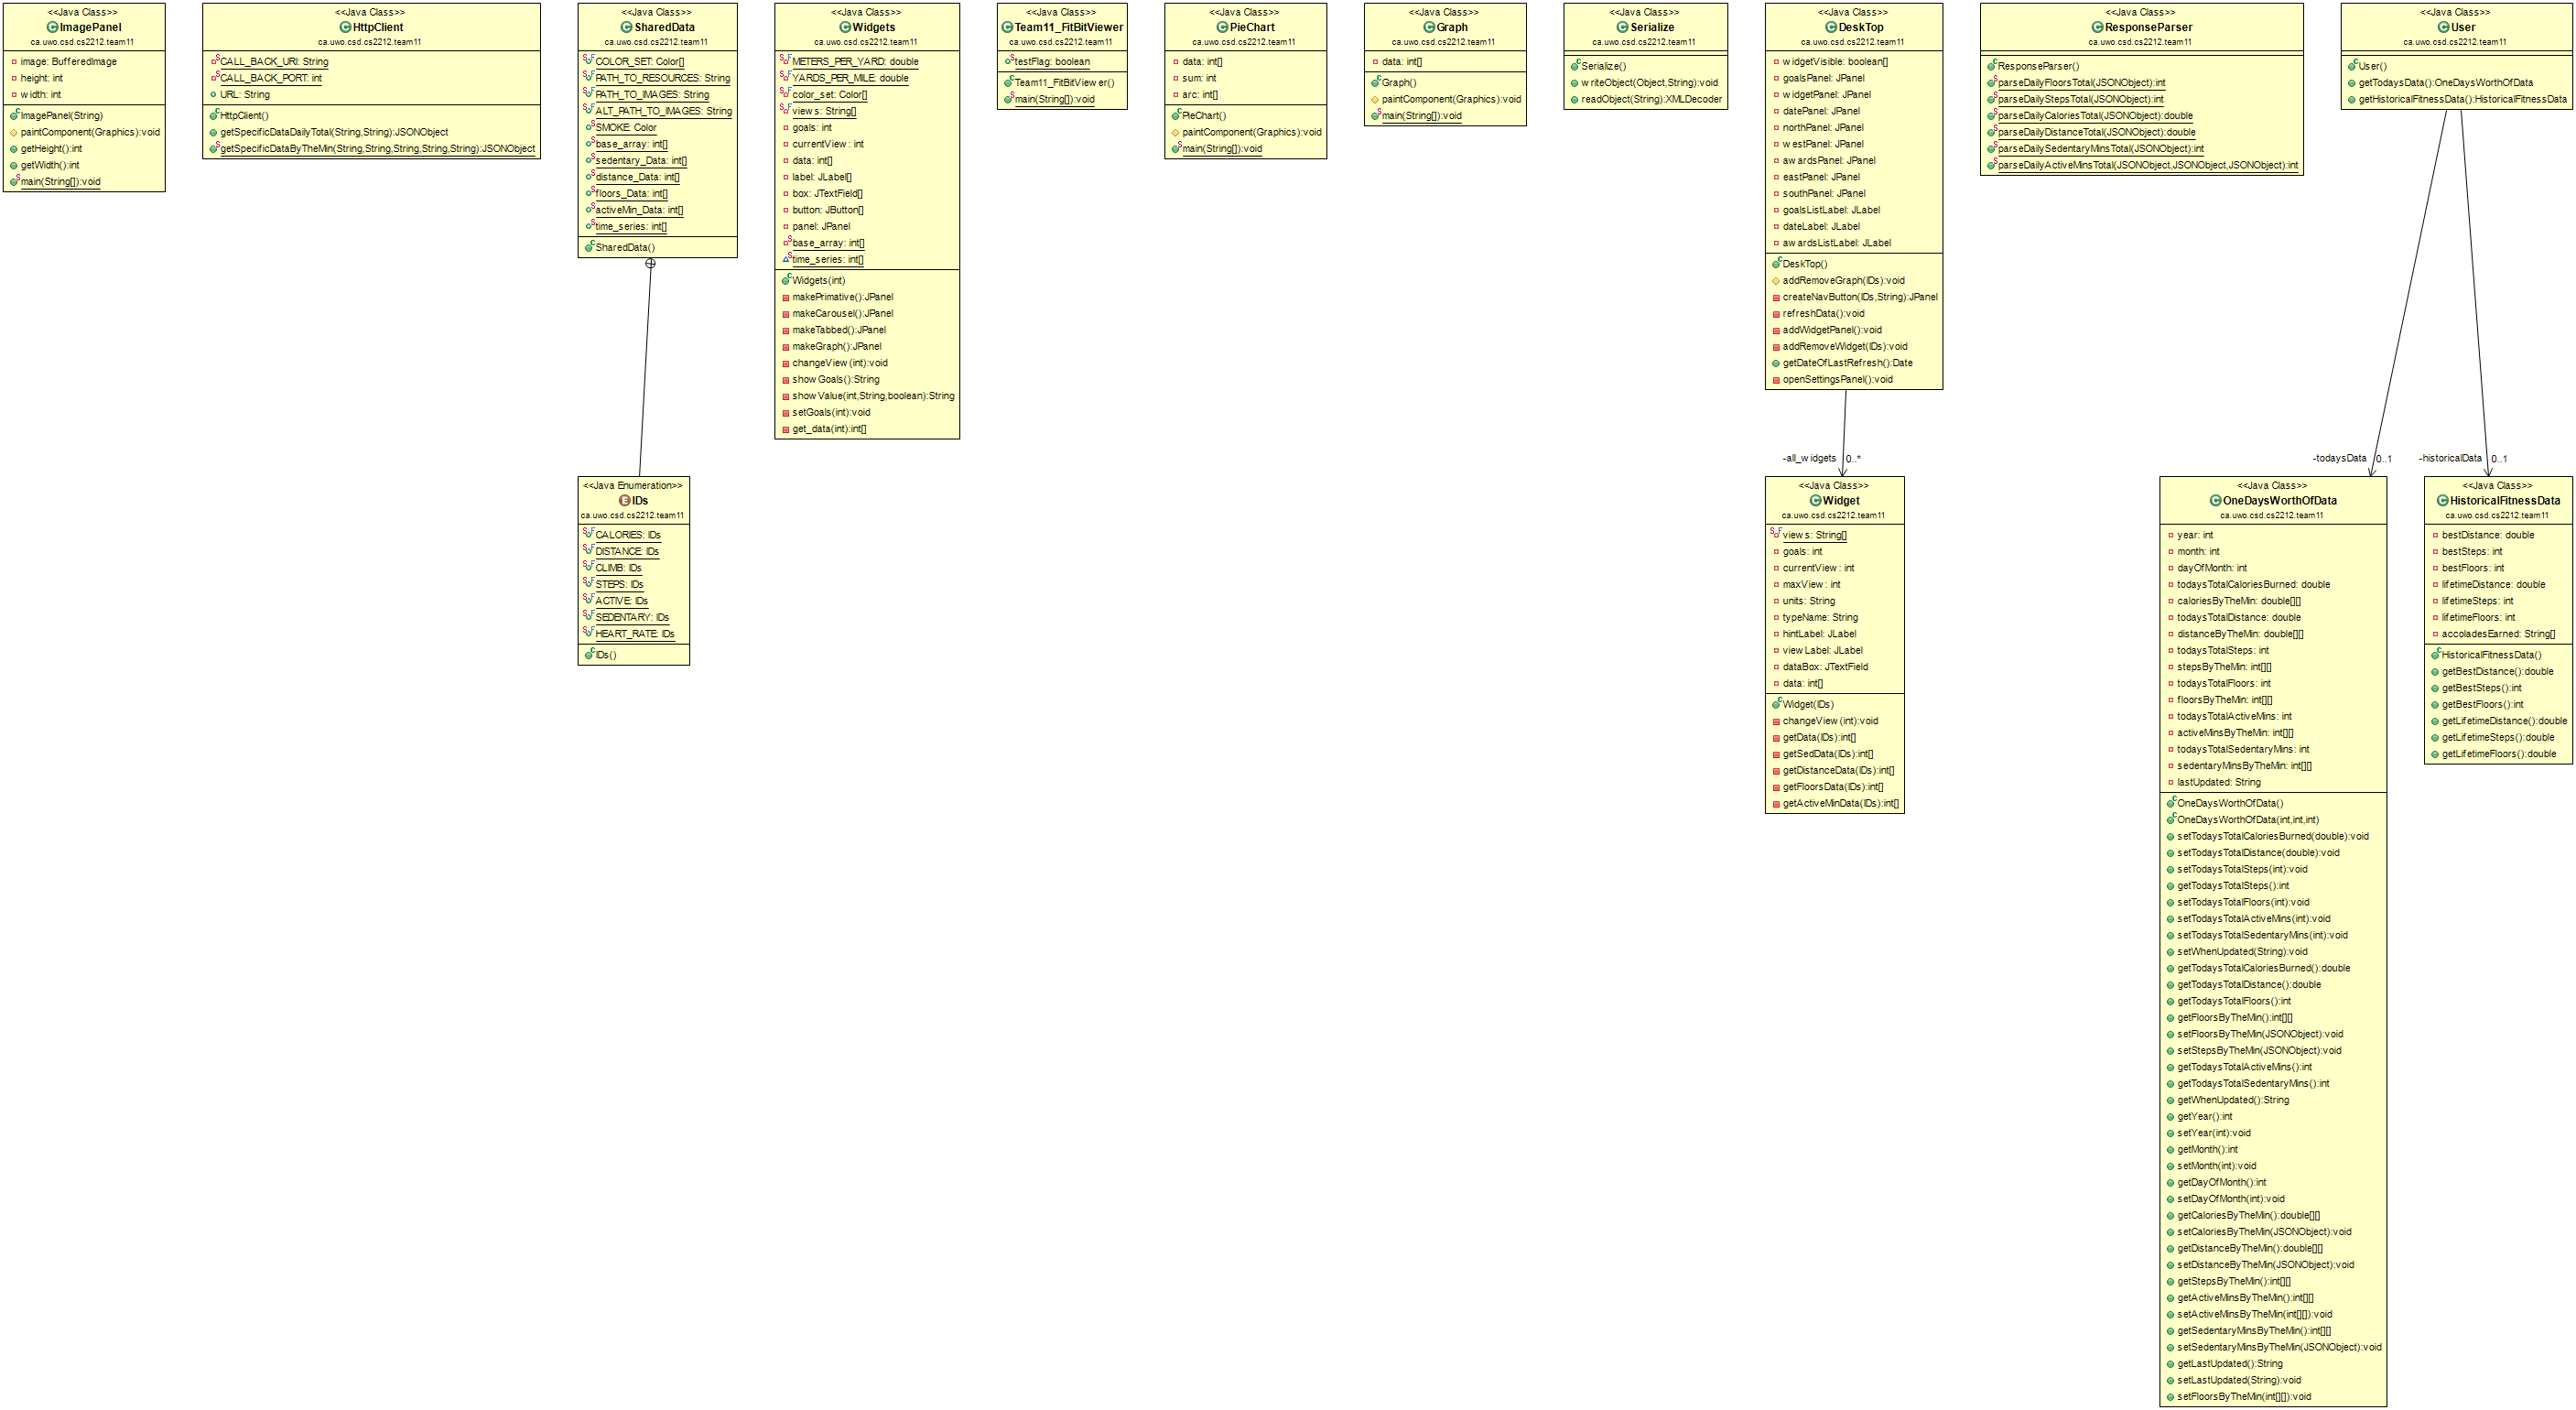 <<Java Class>>
ImagePanel
ca.uwo.csd.cs2212.team11
image: BufferedImage
height: int
width: int
ImagePanel(String)
paintComponent(Graphics):void
getHeight():int
getWidth():int
main(String[]):void
<<Java Class>>
HttpClient
ca.uwo.csd.cs2212.team11
CALL_BACK_URI: String
CALL_BACK_PORT: int
URL: String
HttpClient()
getSpecificDataDailyTotal(String,String):JSONObject
getSpecificDataByTheMin(String,String,String,String,String):JSONObject
<<Java Class>>
SharedData
ca.uwo.csd.cs2212.team11
COLOR_SET: Color[]
PATH_TO_RESOURCES: String
PATH_TO_IMAGES: String
ALT_PATH_TO_IMAGES: String
SMOKE: Color
base_array: int[]
sedentary_Data: int[]
distance_Data: int[]
floors_Data: int[]
activeMin_Data: int[]
time_series: int[]
SharedData()
<<Java Class>>
Widgets
ca.uwo.csd.cs2212.team11
METERS_PER_YARD: double
YARDS_PER_MILE: double
color_set: Color[]
views: String[]
goals: int
currentView: int
data: int[]
label: JLabel[]
box: JTextField[]
button: JButton[]
panel: JPanel
base_array: int[]
time_series: int[]
Widgets(int)
makePrimative():JPanel
makeCarousel():JPanel
makeTabbed():JPanel
makeGraph():JPanel
changeView(int):void
showGoals():String
showValue(int,String,boolean):String
setGoals(int):void
get_data(int):int[]
<<Java Class>>
Team11_FitBitViewer
ca.uwo.csd.cs2212.team11
testFlag: boolean
Team11_FitBitViewer()
main(String[]):void
<<Java Class>>
PieChart
ca.uwo.csd.cs2212.team11
data: int[]
sum: int
arc: int[]
PieChart()
paintComponent(Graphics):void
main(String[]):void
<<Java Class>>
Graph
ca.uwo.csd.cs2212.team11
data: int[]
Graph()
paintComponent(Graphics):void
main(String[]):void
<<Java Class>>
Serialize
ca.uwo.csd.cs2212.team11
Serialize()
writeObject(Object,String):void
readObject(String):XMLDecoder
<<Java Class>>
DeskTop
ca.uwo.csd.cs2212.team11
widgetVisible: boolean[]
goalsPanel: JPanel
widgetPanel: JPanel
datePanel: JPanel
northPanel: JPanel
westPanel: JPanel
awardsPanel: JPanel
eastPanel: JPanel
southPanel: JPanel
goalsListLabel: JLabel
dateLabel: JLabel
awardsListLabel: JLabel
DeskTop()
addRemoveGraph(IDs):void
createNavButton(IDs,String):JPanel
refreshData():void
addWidgetPanel():void
addRemoveWidget(IDs):void
getDateOfLastRefresh():Date
openSettingsPanel():void
<<Java Class>>
ResponseParser
ca.uwo.csd.cs2212.team11
ResponseParser()
parseDailyFloorsTotal(JSONObject):int
parseDailyStepsTotal(JSONObject):int
parseDailyCaloriesTotal(JSONObject):double
parseDailyDistanceTotal(JSONObject):double
parseDailySedentaryMinsTotal(JSONObject):int
parseDailyActiveMinsTotal(JSONObject,JSONObject,JSONObject):int
<<Java Class>>
User
ca.uwo.csd.cs2212.team11
User()
getTodaysData():OneDaysWorthOfData
getHistoricalFitnessData():HistoricalFitnessData
-all_widgets 0..*
-todaysData 0..1
-historicalData 0..1
<<Java Enumeration>>
IDs
ca.uwo.csd.cs2212.team11
CALORIES: IDs
DISTANCE: IDs
CLIMB: IDs
STEPS: IDs
ACTIVE: IDs
SEDENTARY: IDs
HEART_RATE: IDs
IDs()
<<Java Class>>
Widget
ca.uwo.csd.cs2212.team11
views: String[]
goals: int
currentView: int
maxView: int
units: String
typeName: String
hintLabel: JLabel
viewLabel: JLabel
dataBox: JTextField
data: int[]
Widget(IDs)
changeView(int):void
getData(IDs):int[]
getSedData(IDs):int[]
getDistanceData(IDs):int[]
getFloorsData(IDs):int[]
getActiveMinData(IDs):int[]
<<Java Class>>
OneDaysWorthOfData
ca.uwo.csd.cs2212.team11
year: int
month: int
dayOfMonth: int
todaysTotalCaloriesBurned: double
caloriesByTheMin: double[][]
todaysTotalDistance: double
distanceByTheMin: double[][]
todaysTotalSteps: int
stepsByTheMin: int[][]
todaysTotalFloors: int
floorsByTheMin: int[][]
todaysTotalActiveMins: int
activeMinsByTheMin: int[][]
todaysTotalSedentaryMins: int
sedentaryMinsByTheMin: int[][]
lastUpdated: String
OneDaysWorthOfData()
OneDaysWorthOfData(int,int,int)
setTodaysTotalCaloriesBurned(double):void
setTodaysTotalDistance(double):void
setTodaysTotalSteps(int):void
getTodaysTotalSteps():int
setTodaysTotalFloors(int):void
setTodaysTotalActiveMins(int):void
setTodaysTotalSedentaryMins(int):void
setWhenUpdated(String):void
getTodaysTotalCaloriesBurned():double
getTodaysTotalDistance():double
getTodaysTotalFloors():int
getFloorsByTheMin():int[][]
setFloorsByTheMin(JSONObject):void
setStepsByTheMin(JSONObject):void
getTodaysTotalActiveMins():int
getTodaysTotalSedentaryMins():int
getWhenUpdated():String
getYear():int
setYear(int):void
getMonth():int
setMonth(int):void
getDayOfMonth():int
setDayOfMonth(int):void
getCaloriesByTheMin():double[][]
setCaloriesByTheMin(JSONObject):void
getDistanceByTheMin():double[][]
setDistanceByTheMin(JSONObject):void
getStepsByTheMin():int[][]
getActiveMinsByTheMin():int[][]
setActiveMinsByTheMin(int[][]):void
getSedentaryMinsByTheMin():int[][]
setSedentaryMinsByTheMin(JSONObject):void
getLastUpdated():String
setLastUpdated(String):void
setFloorsByTheMin(int[][]):void
<<Java Class>>
HistoricalFitnessData
ca.uwo.csd.cs2212.team11
bestDistance: double
bestSteps: int
bestFloors: int
lifetimeDistance: double
lifetimeSteps: int
lifetimeFloors: int
accoladesEarned: String[]
HistoricalFitnessData()
getBestDistance():double
getBestSteps():int
getBestFloors():int
getLifetimeDistance():double
getLifetimeSteps():double
getLifetimeFloors():double